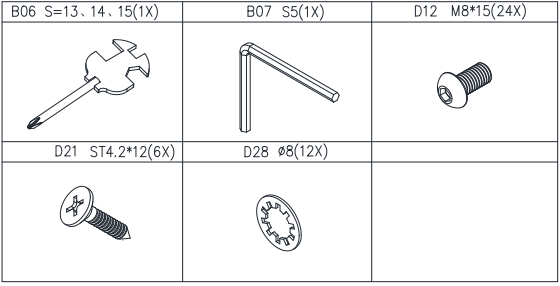 B06 S=13、14、15(1X)
B07 S5(1X)
D12 M8*15(24X)
D21 ST4.2*12(6X)
D28 ø8(12X)